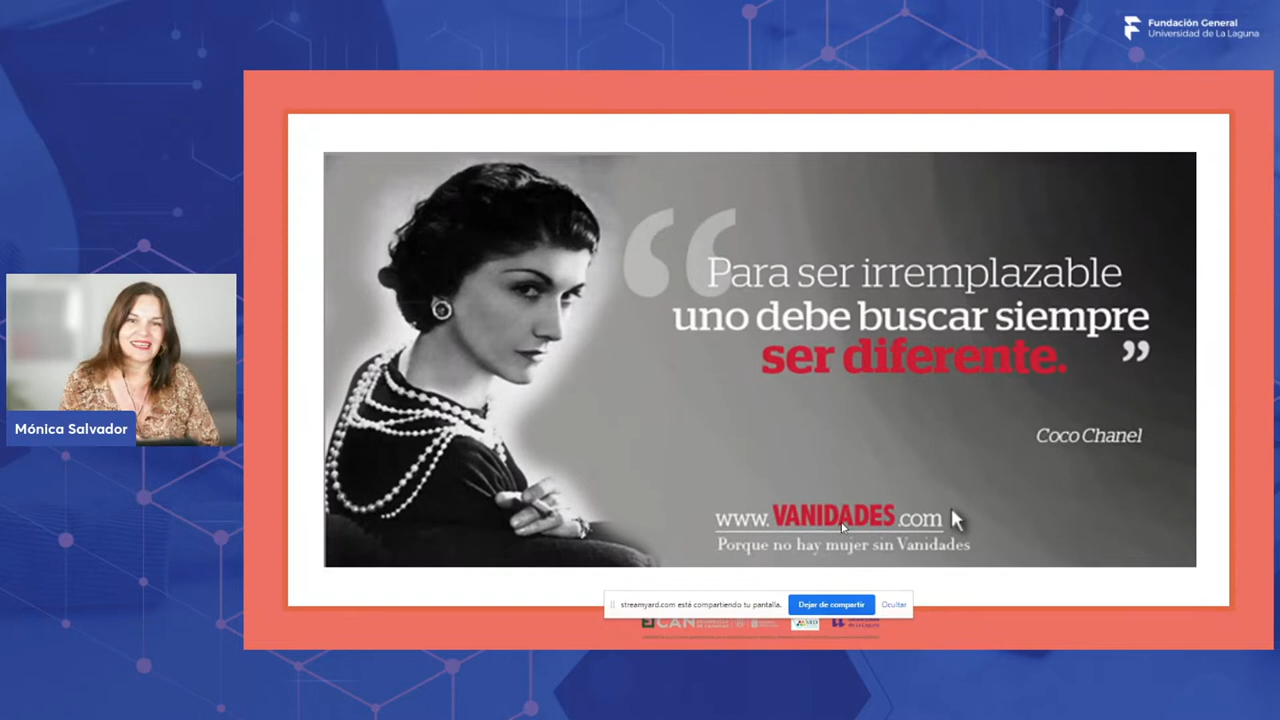 Fundación General
Universidad de La Laguna
“
Para ser irremplazable
uno debe buscar siempre
ser diferente. ”
Coco Chanel
www.VANIDADES.com
Porque no hay mujer sin Vanidades
Mónica Salvador
streamyard.com está compartiendo tu pantalla.
Dejar de compartir
Ocultar
CAN